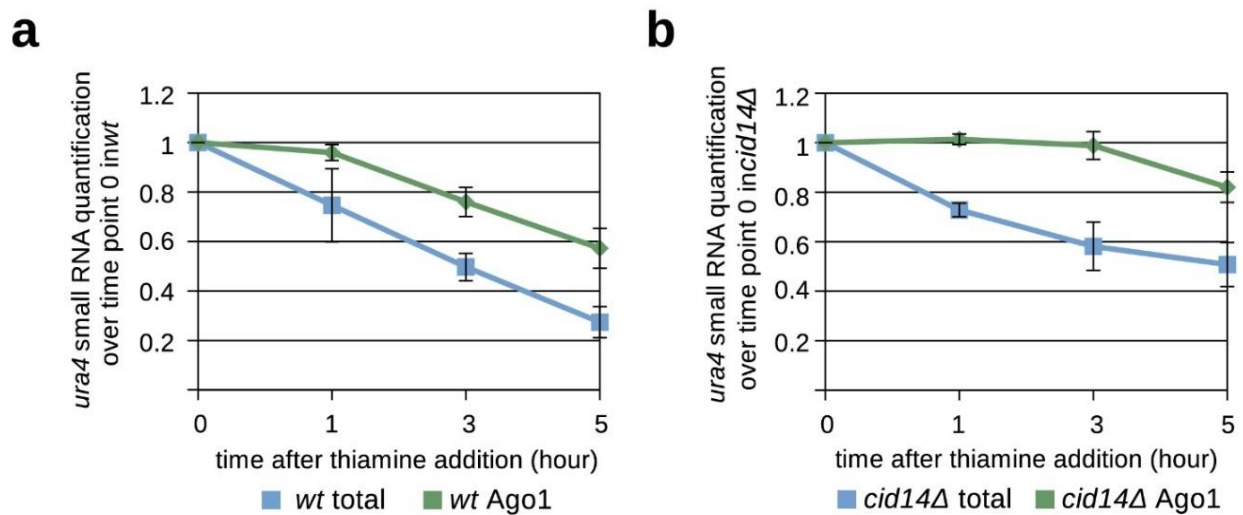 a
ura4 small RNA quantification
over time point 0 inwt
1.2
1
0.8
0.6
0.4
0.2
0 1 3 5
time after thiamine addition (hour)
wt total wt Ago1
b
ura4 small RNA quantification
over time point 0 incid14Δ
1.2
1
0.8
0.6
0.4
0.2
0 1 3 5
time after thiamine addition (hour)
cid14Δ total cid14Δ Ago1